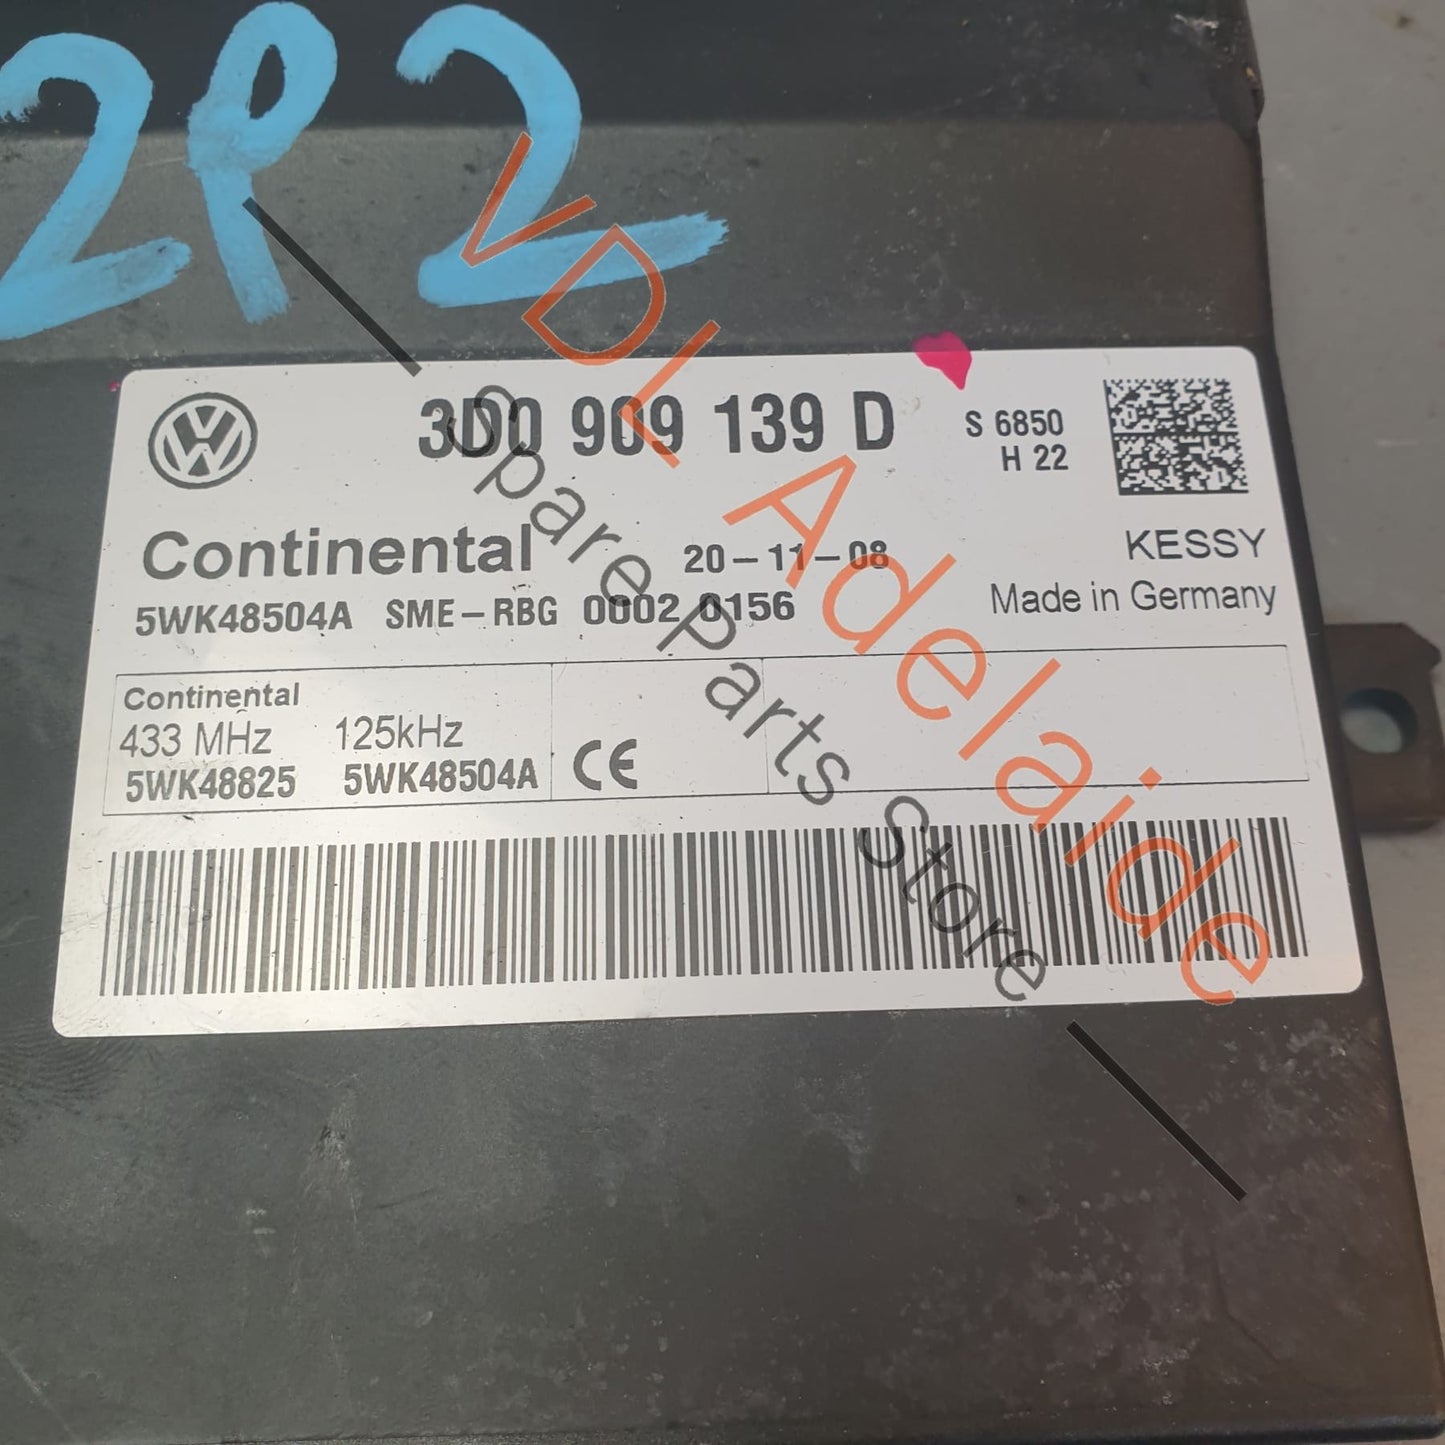 2P2
VDL Adelaide
Spare Parts Store
3D0 909 139 D
S 6850
H 22
Continental
20-11-08
KESSY
5WK48504A SME-RBG 0002 0156
Made in Germany
Continental
433 MHz 125kHz
5WK48825 5WK48504A
CE